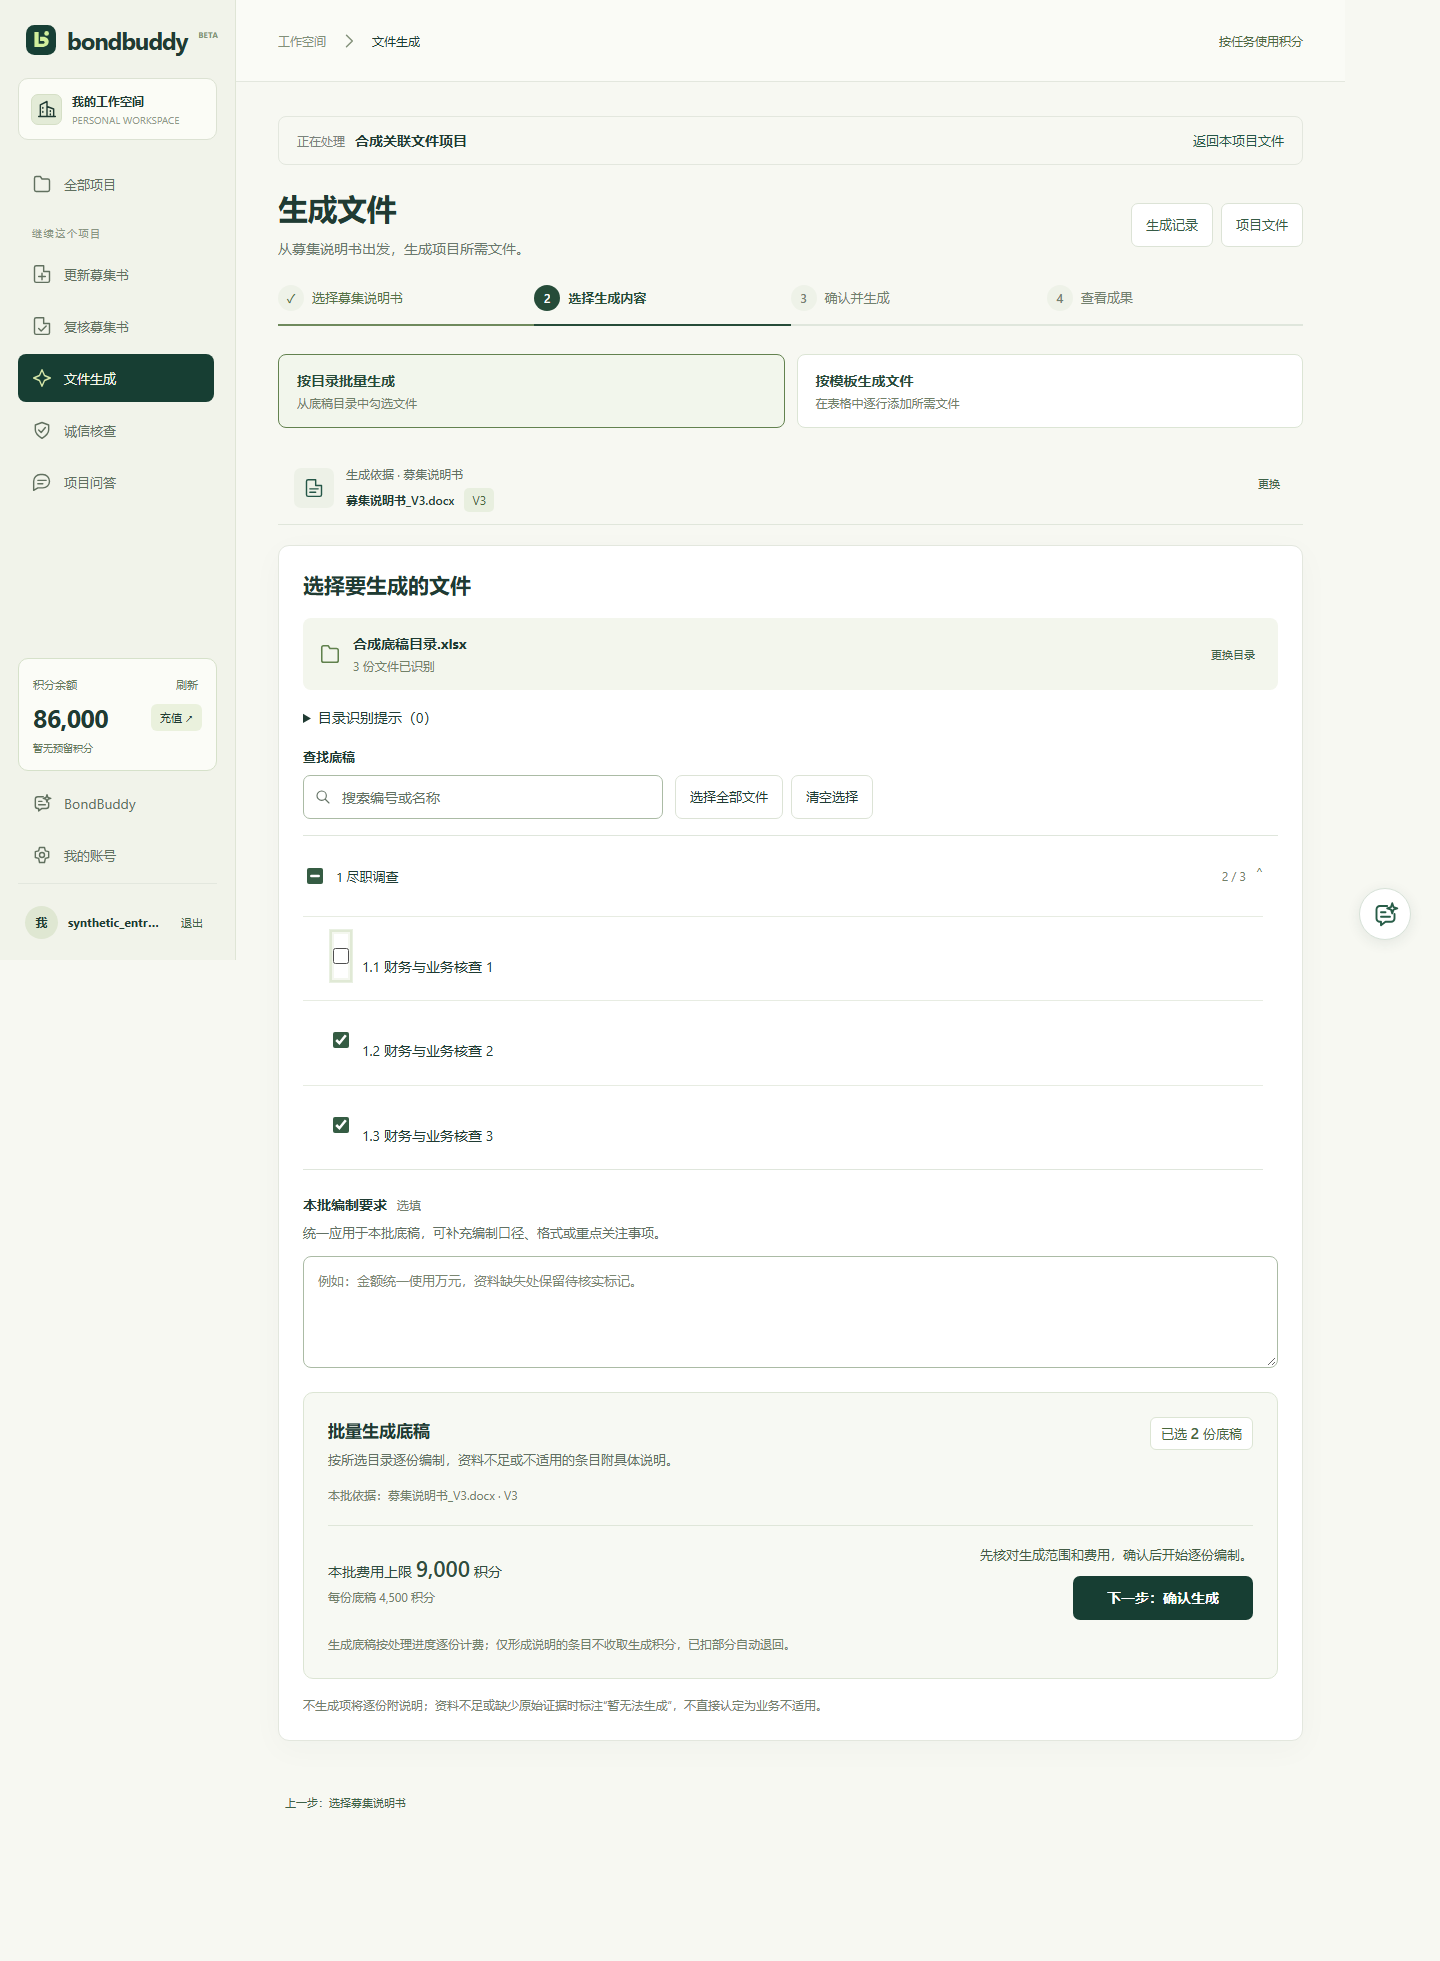 bondbuddy BETA
我的工作空间
PERSONAL WORKSPACE
全部项目
继续这个项目
更新募集书
复核募集书
文件生成
诚信核查
项目问答
积分余额 刷新
86,000 充值 ↗
暂无预留积分
BondBuddy
我的账号
我 synthetic_entr... 退出
工作空间 文件生成 按任务使用积分
正在处理 合成关联文件项目 返回本项目文件
生成文件
从募集说明书出发，生成项目所需文件。
生成记录 项目文件
✓ 选择募集说明书 2 选择生成内容 3 确认并生成 4 查看成果
按目录批量生成
从底稿目录中勾选文件
按模板生成文件
在表格中逐行添加所需文件
生成依据 · 募集说明书
募集说明书_V3.docx V3
更换
选择要生成的文件
合成底稿目录.xlsx
3 份文件已识别
更换目录
目录识别提示（0）
查找底稿
搜索编号或名称 选择全部文件 清空选择
1 尽职调查 2 / 3 ^
1.1 财务与业务核查 1
1.2 财务与业务核查 2
1.3 财务与业务核查 3
本批编制要求 选填
统一应用于本批底稿，可补充编制口径、格式或重点关注事项。
例如：金额统一使用万元，资料缺失处保留待核实标记。
批量生成底稿 已选 2 份底稿
按所选目录逐份编制，资料不足或不适用的条目附具体说明。
本批依据：募集说明书_V3.docx · V3
本批费用上限 9,000 积分
每份底稿 4,500 积分
先核对生成范围和费用，确认后开始逐份编制。
下一步：确认生成
生成底稿按处理进度逐份计费；仅形成说明的条目不收取生成积分，已扣部分自动退回。
不生成项将逐份附说明；资料不足或缺少原始证据时标注“暂无法生成”，不直接认定为业务不适用。
上一步：选择募集说明书